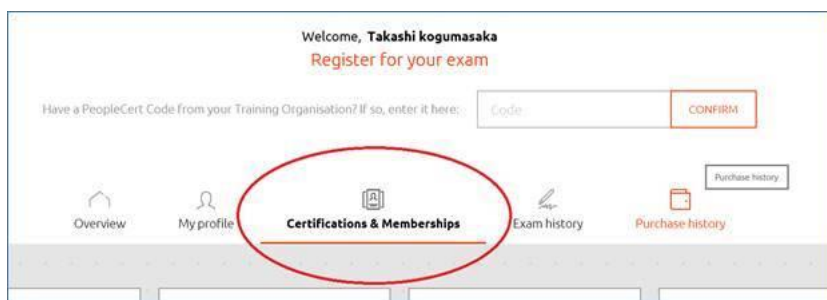 Welcome, Takashi kogumasaka
Register for your exam
Have a PeopleCert Code from your Training Organisation? If so, enter it here:
Code
CONFIRM
Purchase history
Overview
My profile
Certifications & Memberships
Exam history
Purchase history